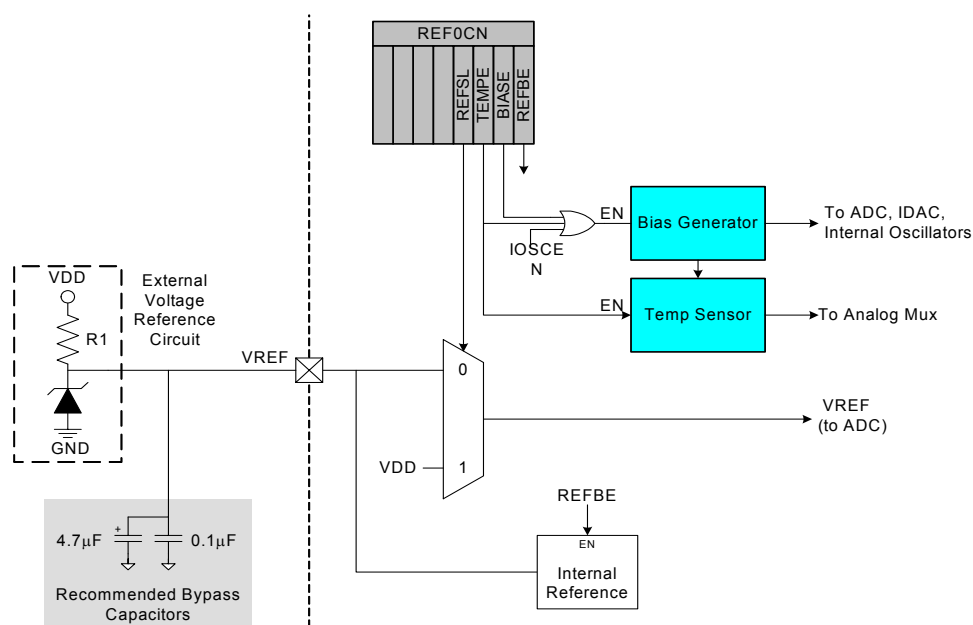 REF0CN
REFSL
TEMPE
BIASE
REFBE
EN
Bias Generator
To ADC, IDAC,
Internal Oscillators
IOSCE
N
EN
Temp Sensor
To Analog Mux
VDD
External
Voltage
Reference
Circuit
R1
GND
VREF
0
1
VDD
VREF
(to ADC)
REFBE
EN
Internal
Reference
+
4.7μF
0.1μF
Recommended Bypass
Capacitors